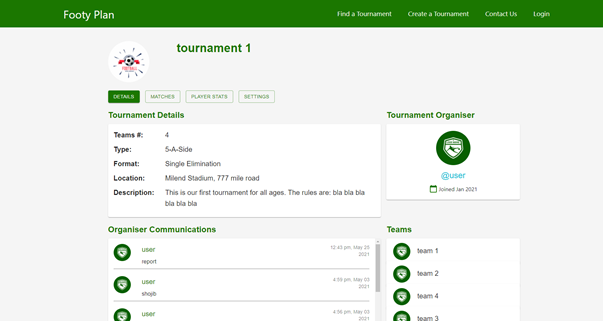 Footy Plan
Find a Tournament
Create a Tournament
Contact Us
Login
tournament 1
DETAILS
MATCHES
PLAYER STATS
SETTINGS
Tournament Details
Teams #: 4
Type: 5-A-Side
Format: Single Elimination
Location: Milend Stadium, 777 mile road
Description: This is our first tournament for all ages. The rules are: bla bla bla
bla bla bla
Tournament Organiser
@user
Joined Jan 2021
Organiser Communications
user
12:43 pm, May 25
2021
report
user
4:59 pm, May 03
2021
shojib
user
4:56 pm, May 03
2021
Teams
team 1
team 2
team 4
team 3